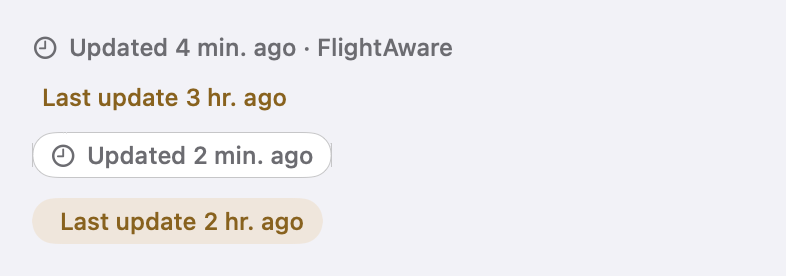 Updated 4 min. ago · FlightAware
Last update 3 hr. ago
Updated 2 min. ago
Last update 2 hr. ago